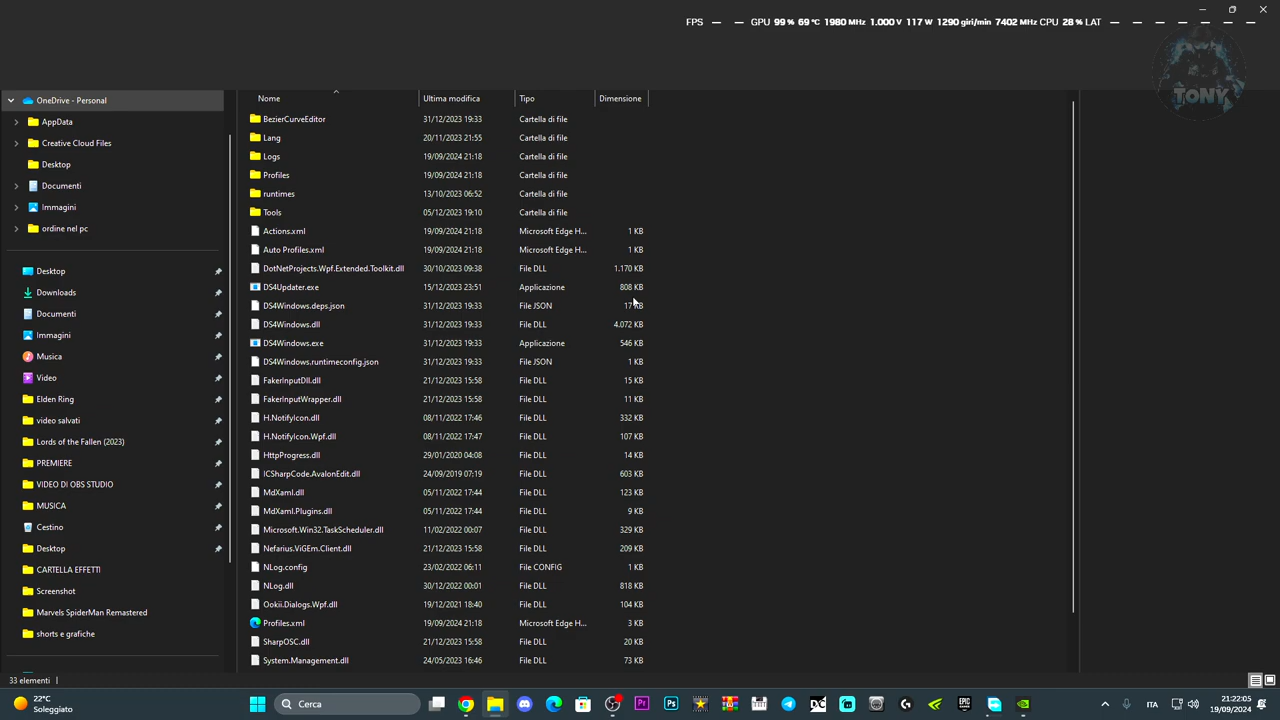 FPS — — GPU 99 % 69 °C 1980 MHz 1.000 V 117 W 1290 giri/min 7402 MHz CPU 28 % LAT — — — — — — — —
TONY
OneDrive - Personal
AppData
Creative Cloud Files
Desktop
Documenti
Immagini
ordine nel pc
Desktop
Downloads
Documenti
Immagini
Musica
Video
Elden Ring
video salvati
Lords of the Fallen (2023)
PREMIERE
VIDEO DI OBS STUDIO
MUSICA
Cestino
Desktop
CARTELLA EFFETTI
Screenshot
Marvels SpiderMan Remastered
shorts e grafiche
Nome Ultima modifica Tipo Dimensione
BezierCurveEditor 31/12/2023 19:33 Cartella di file
Lang 20/11/2023 21:55 Cartella di file
Logs 19/09/2024 21:18 Cartella di file
Profiles 19/09/2024 21:18 Cartella di file
runtimes 13/10/2023 06:52 Cartella di file
Tools 05/12/2023 19:10 Cartella di file
Actions.xml 19/09/2024 21:18 Microsoft Edge H... 1 KB
Auto Profiles.xml 19/09/2024 21:18 Microsoft Edge H... 1 KB
DotNetProjects.Wpf.Extended.Toolkit.dll 30/10/2023 09:38 File DLL 1.170 KB
DS4Updater.exe 15/12/2023 23:51 Applicazione 808 KB
DS4Windows.deps.json 31/12/2023 19:33 File JSON 17 KB
DS4Windows.dll 31/12/2023 19:33 File DLL 4.072 KB
DS4Windows.exe 31/12/2023 19:33 Applicazione 546 KB
DS4Windows.runtimeconfig.json 31/12/2023 19:33 File JSON 1 KB
FakerInputDll.dll 21/12/2023 15:58 File DLL 15 KB
FakerInputWrapper.dll 21/12/2023 15:58 File DLL 11 KB
H.NotifyIcon.dll 08/11/2022 17:46 File DLL 332 KB
H.NotifyIcon.Wpf.dll 08/11/2022 17:47 File DLL 107 KB
HttpProgress.dll 29/01/2020 04:08 File DLL 14 KB
ICSharpCode.AvalonEdit.dll 24/09/2019 07:19 File DLL 603 KB
MdXaml.dll 05/11/2022 17:44 File DLL 123 KB
MdXaml.Plugins.dll 05/11/2022 17:44 File DLL 9 KB
Microsoft.Win32.TaskScheduler.dll 11/02/2022 00:07 File DLL 329 KB
Nefarius.ViGEm.Client.dll 21/12/2023 15:58 File DLL 209 KB
NLog.config 23/02/2022 06:11 File CONFIG 1 KB
NLog.dll 30/12/2022 00:01 File DLL 818 KB
Ookii.Dialogs.Wpf.dll 19/12/2021 18:40 File DLL 104 KB
Profiles.xml 19/09/2024 21:18 Microsoft Edge H... 3 KB
SharpOSC.dll 21/12/2023 15:58 File DLL 20 KB
System.Management.dll 24/05/2023 16:46 File DLL 73 KB
33 elementi
22°C
Soleggiato
Cerca
Pr
Ps
EPIC
ITA
21:22:05
19/09/2024